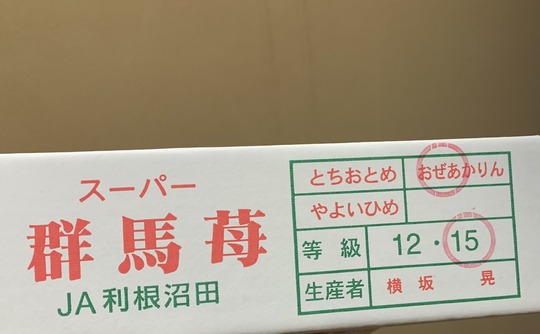 スーパー
群馬苺
JA利根沼田
とちおとめ おぜあかりん
やよいひめ
等級 12・15
生産者 横坂 晃